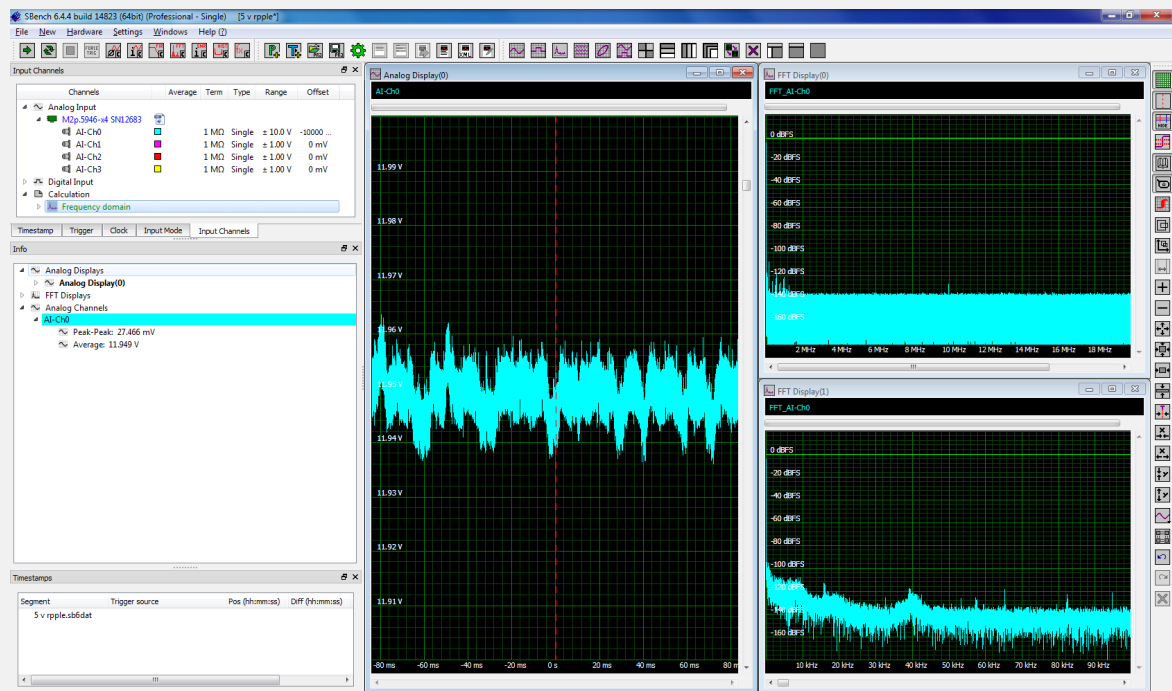 SBench 6.4.4 build 14823 (64bit) (Professional - Single) [5 v rpple*]
File New Hardware Settings Windows Help (?)
Input Channels
Channels Average Term Type Range Offset
Analog Input
M2p.5946-x4 SN12683
AI-Ch0 1 MΩ Single ± 10.0 V -10000 ...
AI-Ch1 1 MΩ Single ± 1.00 V 0 mV
AI-Ch2 1 MΩ Single ± 1.00 V 0 mV
AI-Ch3 1 MΩ Single ± 1.00 V 0 mV
Digital Input
Calculation
Frequency domain
Timestamp Trigger Clock Input Mode Input Channels
Info
Analog Displays
Analog Display(0)
FFT Displays
Analog Channels
AI-Ch0
Peak-Peak: 27.466 mV
Average: 11.949 V
Timestamps
Segment Trigger source Pos (hh:mm:ss) Diff (hh:mm:ss)
5 v rpple.sb6dat
Analog Display(0)
AI-Ch0
11.99 V
11.98 V
11.97 V
11.96 V
11.95 V
11.94 V
11.93 V
11.92 V
11.91 V
-80 ms -60 ms -40 ms -20 ms 0 s 20 ms 40 ms 60 ms 80 m
FFT Display(0)
FFT_AI-Ch0
0 dBFS
-20 dBFS
-40 dBFS
-60 dBFS
-80 dBFS
-100 dBFS
-120 dBFS
-140 dBFS
-160 dBFS
2 MHz 4 MHz 6 MHz 8 MHz 10 MHz 12 MHz 14 MHz 16 MHz 18 MHz
FFT Display(1)
FFT_AI-Ch0
0 dBFS
-20 dBFS
-40 dBFS
-60 dBFS
-80 dBFS
-100 dBFS
-120 dBFS
-140 dBFS
-160 dBFS
10 kHz 20 kHz 30 kHz 40 kHz 50 kHz 60 kHz 70 kHz 80 kHz 90 kHz